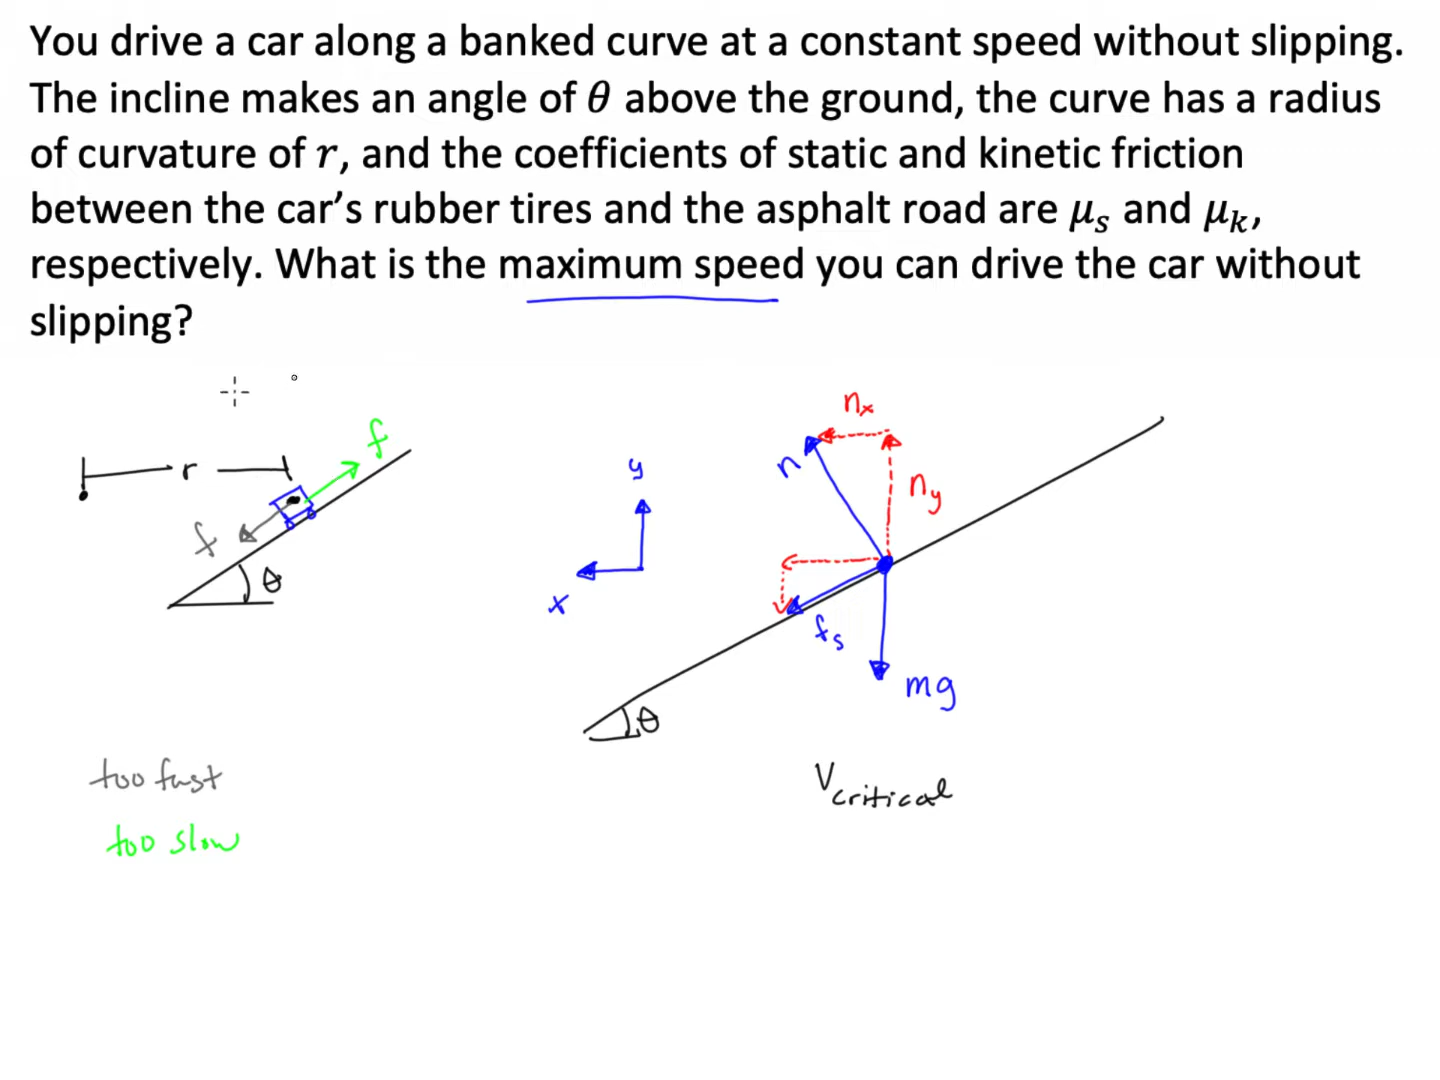 You drive a car along a banked curve at a constant speed without slipping.
The incline makes an angle of θ above the ground, the curve has a radius
of curvature of r, and the coefficients of static and kinetic friction
between the car’s rubber tires and the asphalt road are μₛ and μₖ,
respectively. What is the maximum speed you can drive the car without
slipping?
nₓ
f
r
y
n
n_y
f
θ
x
fₛ
mg
θ
too fast
V_critical
too slow